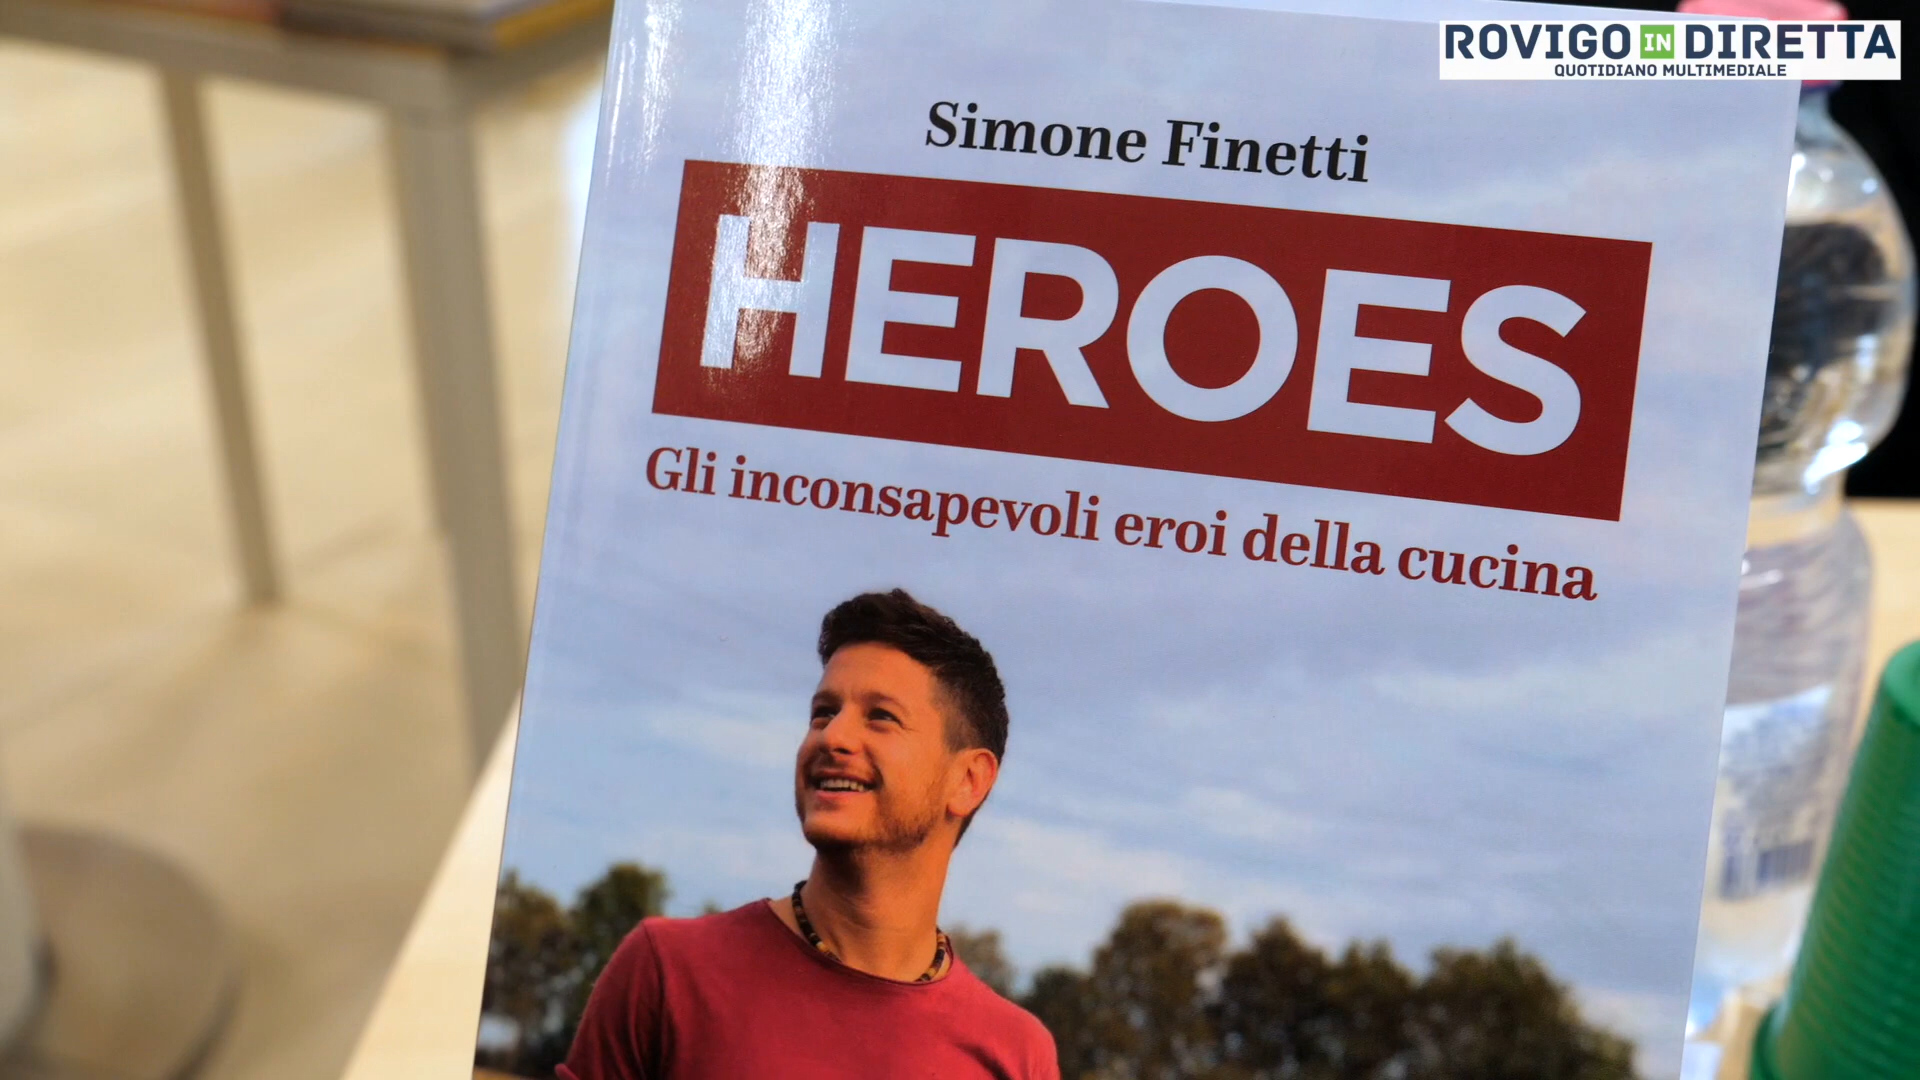 ROVIGO IN DIRETTA
QUOTIDIANO MULTIMEDIALE
Simone Finetti
HEROES
Gli inconsapevoli eroi della cucina